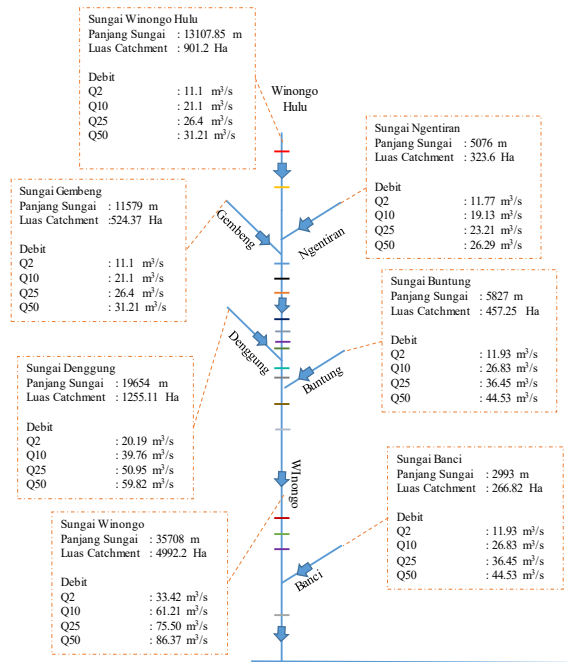 Sungai Winongo Hulu
Panjang Sungai : 13107.85 m
Luas Catchment : 901.2 Ha
Debit
Q2 : 11.1 m³/s
Q10 : 21.1 m³/s
Q25 : 26.4 m³/s
Q50 : 31.21 m³/s
Winongo
Hulu
Sungai Ngentiran
Panjang Sungai : 5076 m
Luas Catchment : 323.6 Ha
Debit
Q2 : 11.77 m³/s
Q10 : 19.13 m³/s
Q25 : 23.21 m³/s
Q50 : 26.29 m³/s
Sungai Gembeng
Panjang Sungai : 11579 m
Luas Catchment :524.37 Ha
Debit
Q2 : 11.1 m³/s
Q10 : 21.1 m³/s
Q25 : 26.4 m³/s
Q50 : 31.21 m³/s
Gembeng
Ngentiran
Sungai Buntung
Panjang Sungai : 5827 m
Luas Catchment : 457.25 Ha
Debit
Q2 : 11.93 m³/s
Q10 : 26.83 m³/s
Q25 : 36.45 m³/s
Q50 : 44.53 m³/s
Denggung
Buntung
Sungai Denggung
Panjang Sungai : 19654 m
Luas Catchment : 1255.11 Ha
Debit
Q2 : 20.19 m³/s
Q10 : 39.76 m³/s
Q25 : 50.95 m³/s
Q50 : 59.82 m³/s
WInongo
Sungai Banci
Panjang Sungai : 2993 m
Luas Catchment : 266.82 Ha
Debit
Q2 : 11.93 m³/s
Q10 : 26.83 m³/s
Q25 : 36.45 m³/s
Q50 : 44.53 m³/s
Sungai Winongo
Panjang Sungai : 35708 m
Luas Catchment : 4992.2 Ha
Debit
Q2 : 33.42 m³/s
Q10 : 61.21 m³/s
Q25 : 75.50 m³/s
Q50 : 86.37 m³/s
Banci